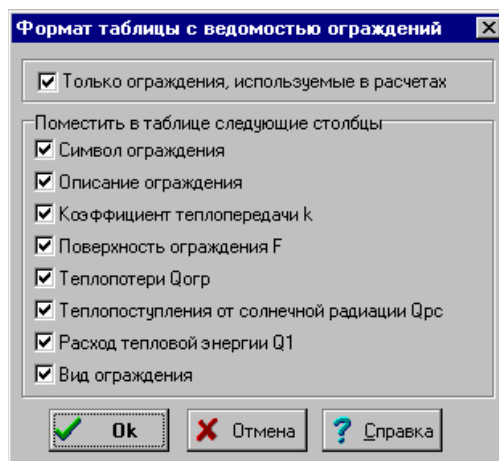 Формат таблицы с ведомостью ограждений
Только ограждения, используемые в расчетах
Поместить в таблице следующие столбцы
Символ ограждения
Описание ограждения
Коэффициент теплопередачи k
Поверхность ограждения F
Теплопотери Qогр
Теплопоступления от солнечной радиации Qрс
Расход тепловой энергии Q1
Вид ограждения
Ok Отмена Справка